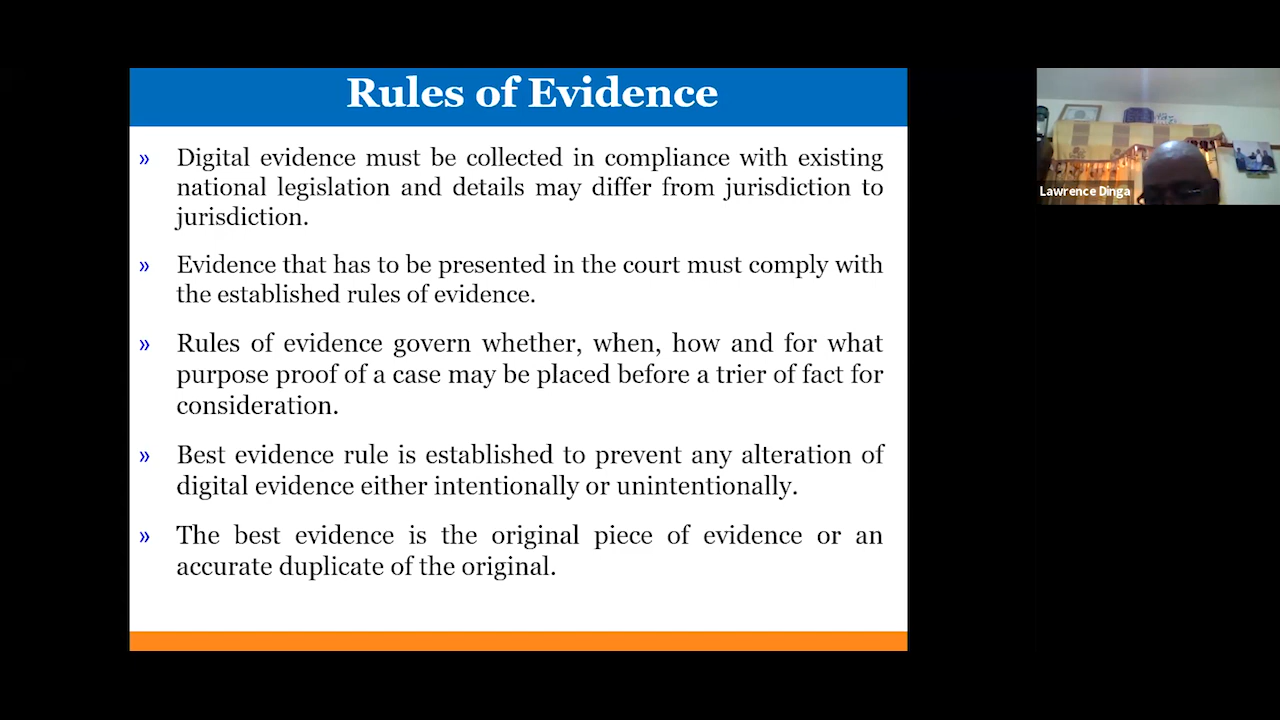 Rules of Evidence
» Digital evidence must be collected in compliance with existing
national legislation and details may differ from jurisdiction to
jurisdiction.
» Evidence that has to be presented in the court must comply with
the established rules of evidence.
» Rules of evidence govern whether, when, how and for what
purpose proof of a case may be placed before a trier of fact for
consideration.
» Best evidence rule is established to prevent any alteration of
digital evidence either intentionally or unintentionally.
» The best evidence is the original piece of evidence or an
accurate duplicate of the original.
Lawrence Dinga